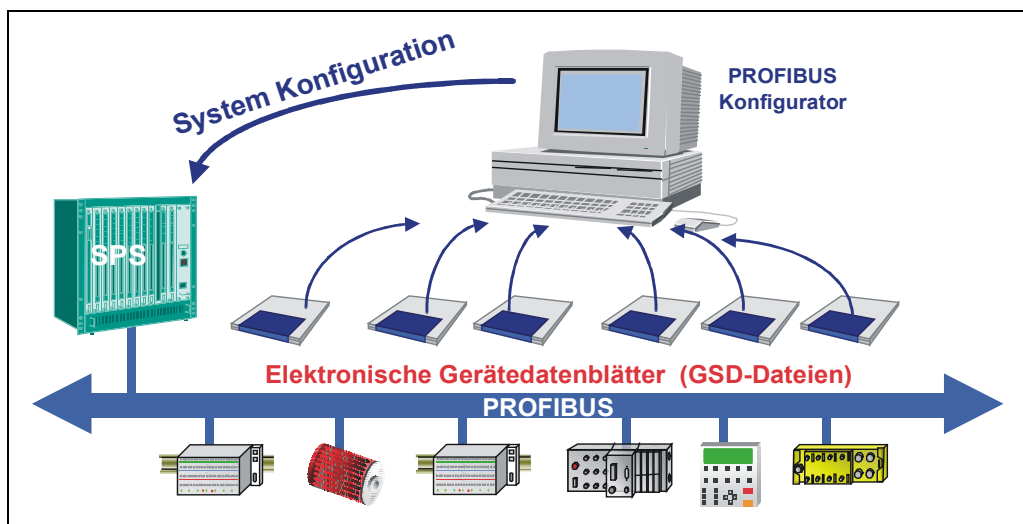 System Konfiguration
PROFIBUS
Konfigurator
SPS
Elektronische Gerätedatenblätter (GSD-Dateien)
PROFIBUS